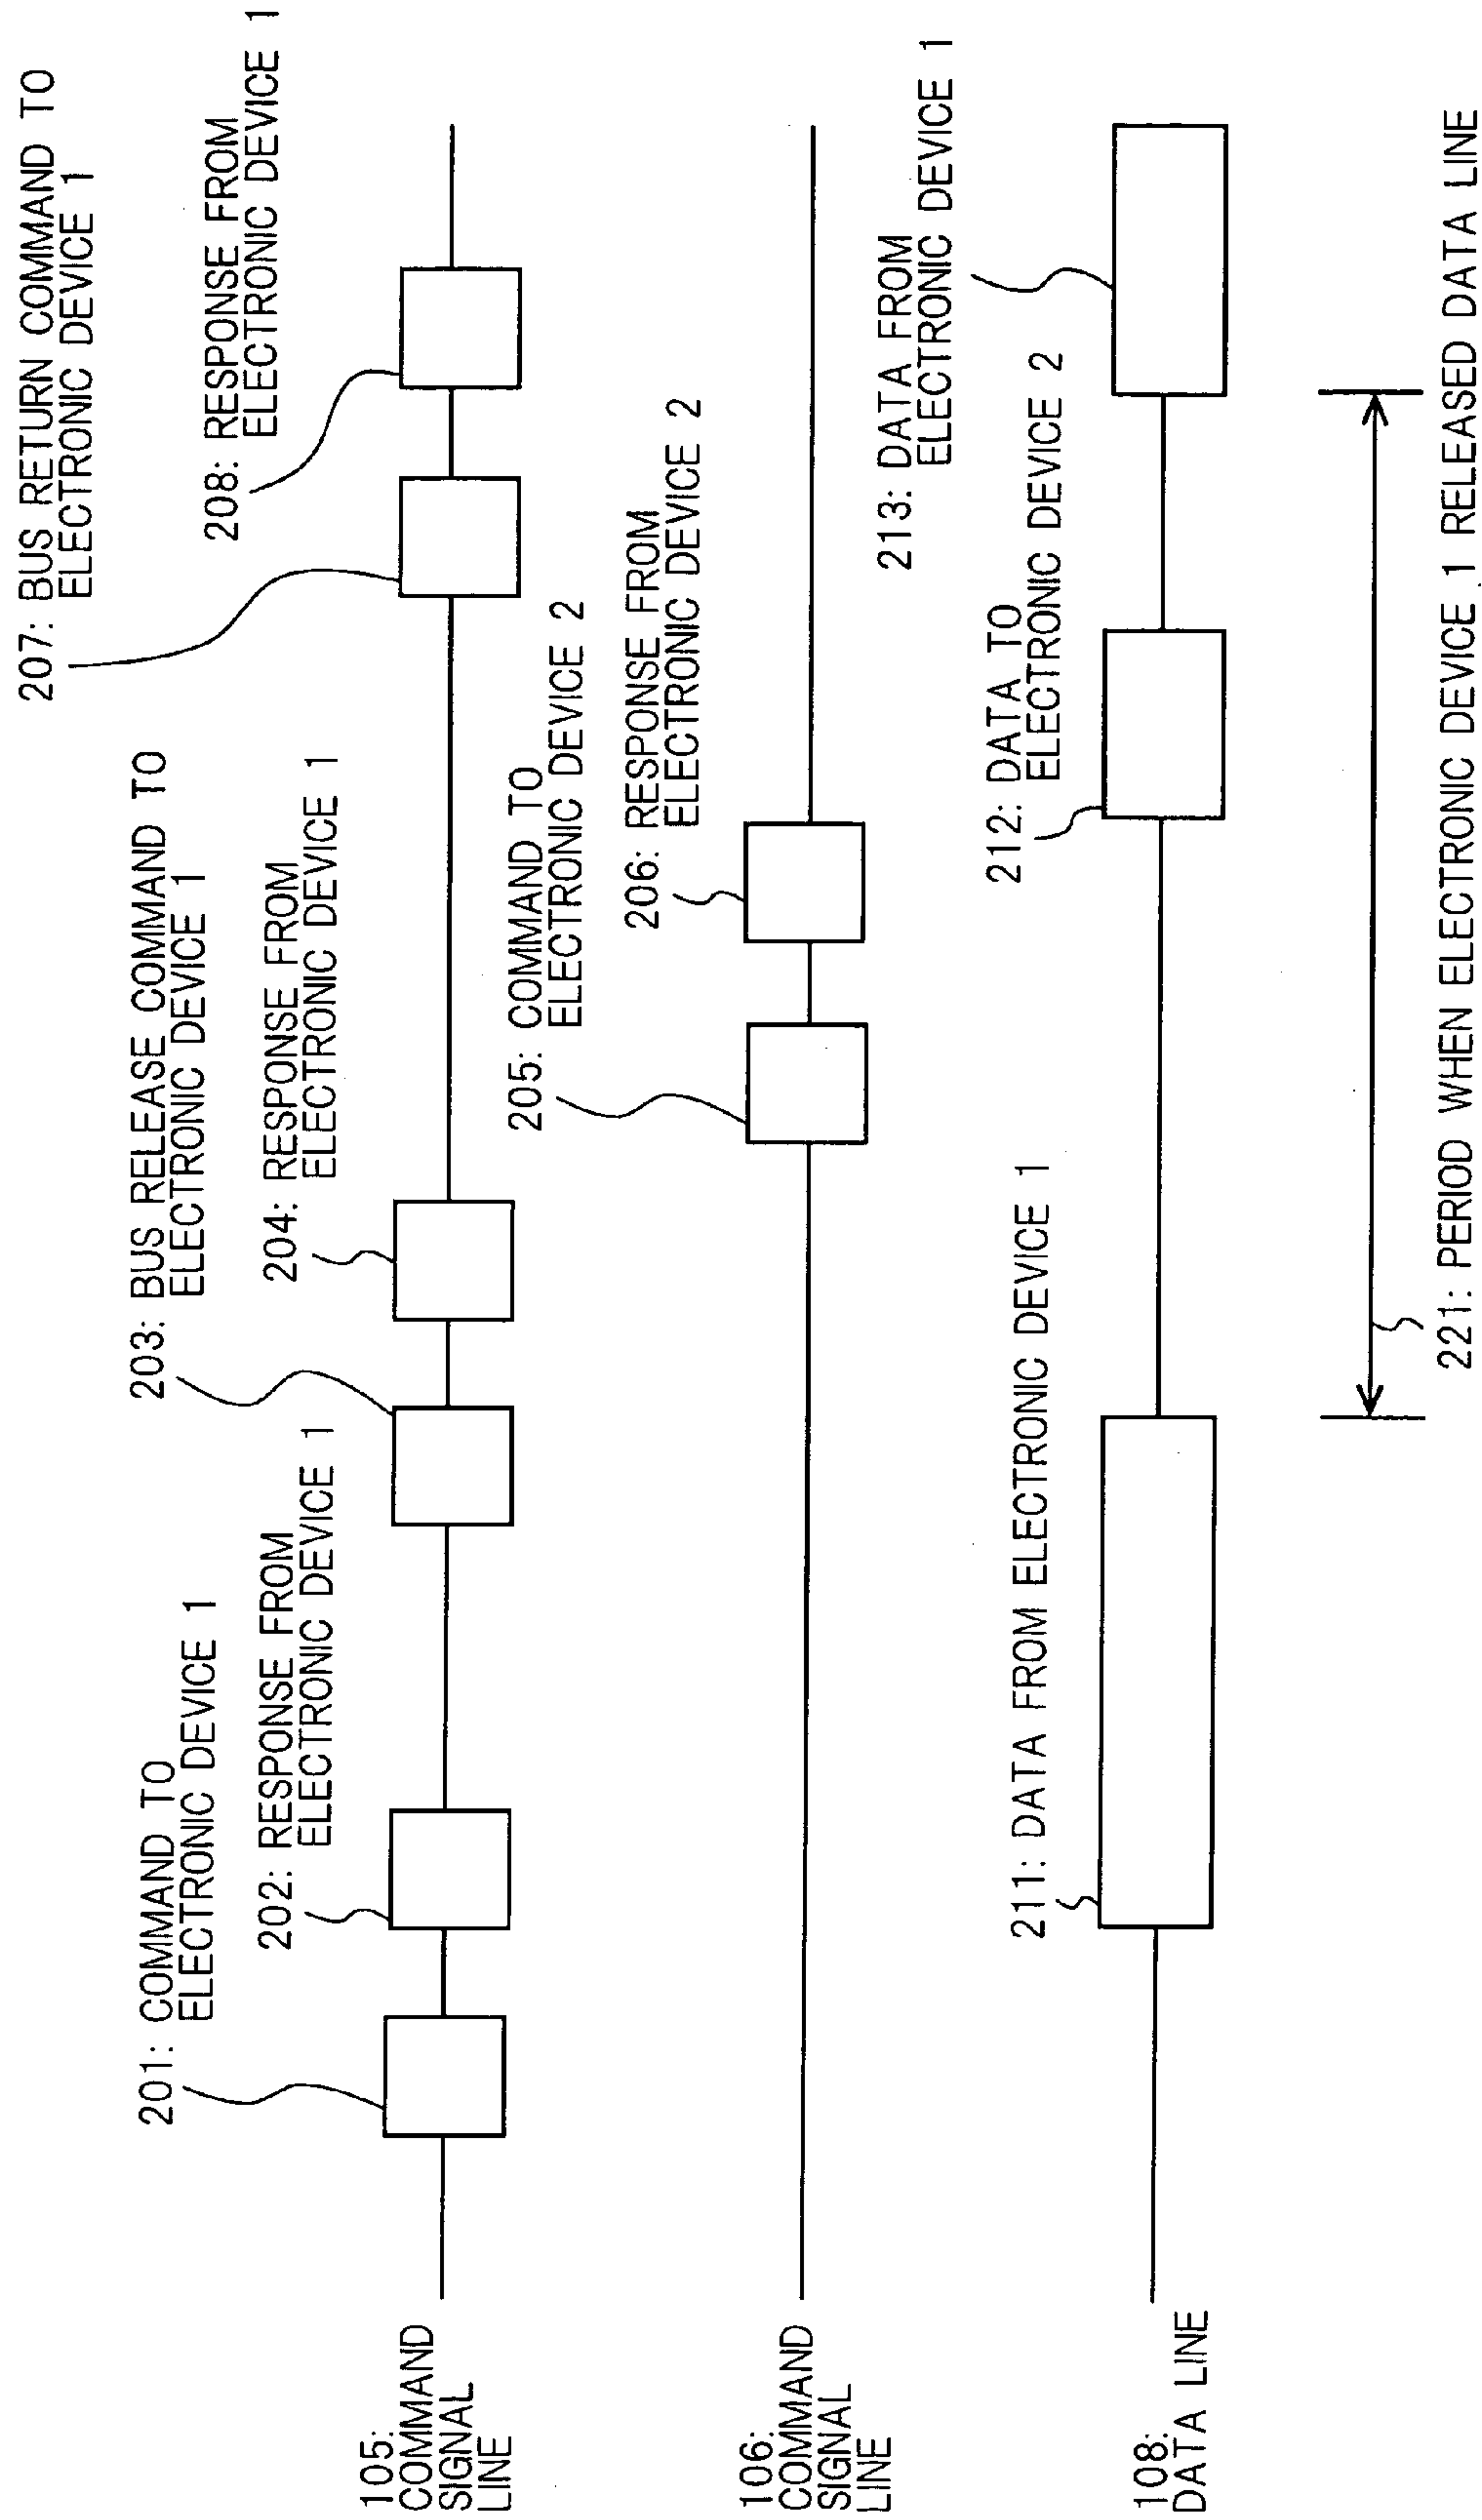 201: COMMAND TO
ELECTRONIC DEVICE 1
202: RESPONSE FROM
ELECTRONIC DEVICE 1
203: BUS RELEASE COMMAND TO
ELECTRONIC DEVICE 1
204: RESPONSE FROM
ELECTRONIC DEVICE 1
207: BUS RETURN COMMAND TO
ELECTRONIC DEVICE 1
208: RESPONSE FROM
ELECTRONIC DEVICE 1
105:
COMMAND
SIGNAL
LINE
205: COMMAND TO
ELECTRONIC DEVICE 2
206: RESPONSE FROM
ELECTRONIC DEVICE 2
106:
COMMAND
SIGNAL
LINE
211: DATA FROM ELECTRONIC DEVICE 1
212: DATA TO
ELECTRONIC DEVICE 2
213: DATA FROM
ELECTRONIC DEVICE 1
108:
DATA LINE
221: PERIOD WHEN ELECTRONIC DEVICE 1 RELEASED DATA LINE